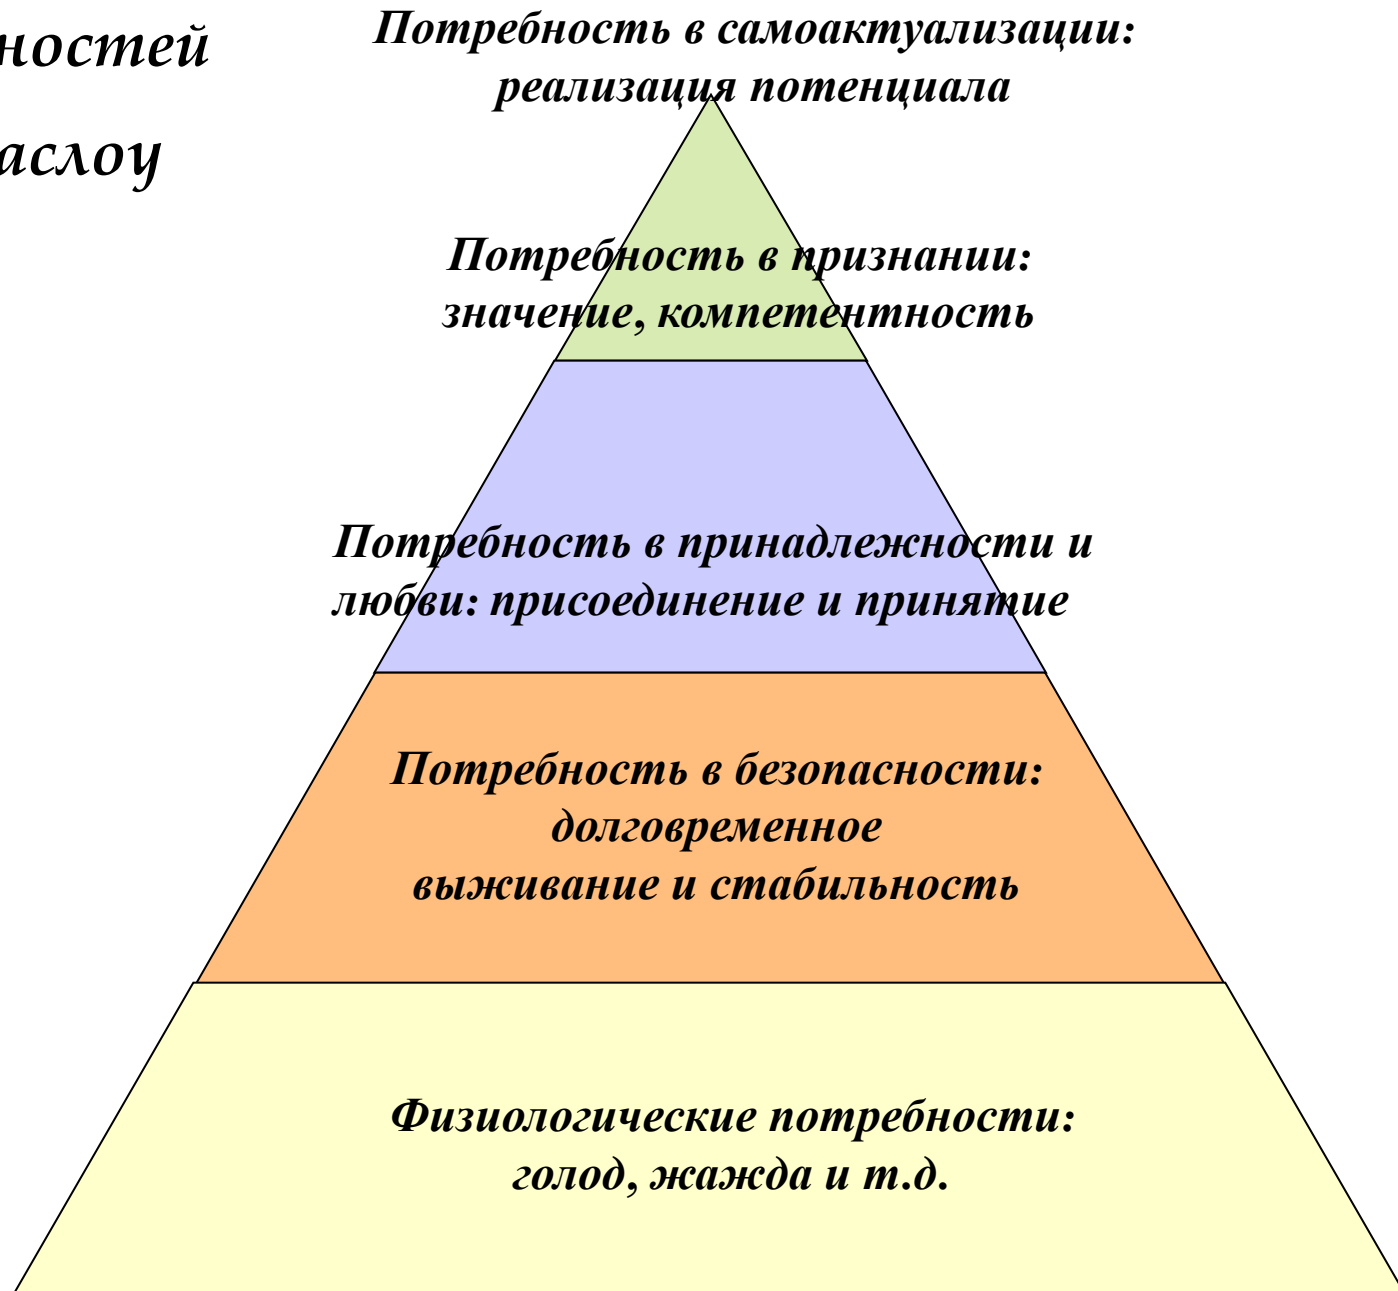 ностей
аслоу
Потребность в самоактуализации:
реализация потенциала
Потребность в признании:
значение, компетентность
Потребность в принадлежности и
любви: присоединение и принятие
Потребность в безопасности:
долговременное
выживание и стабильность
Физиологические потребности:
голод, жажда и т.д.